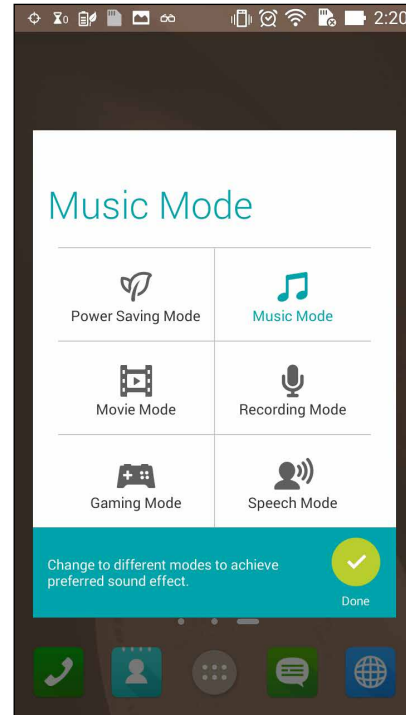 2:20
Music Mode
Power Saving Mode
Music Mode
Movie Mode
Recording Mode
Gaming Mode
Speech Mode
Change to different modes to achieve
preferred sound effect.
Done